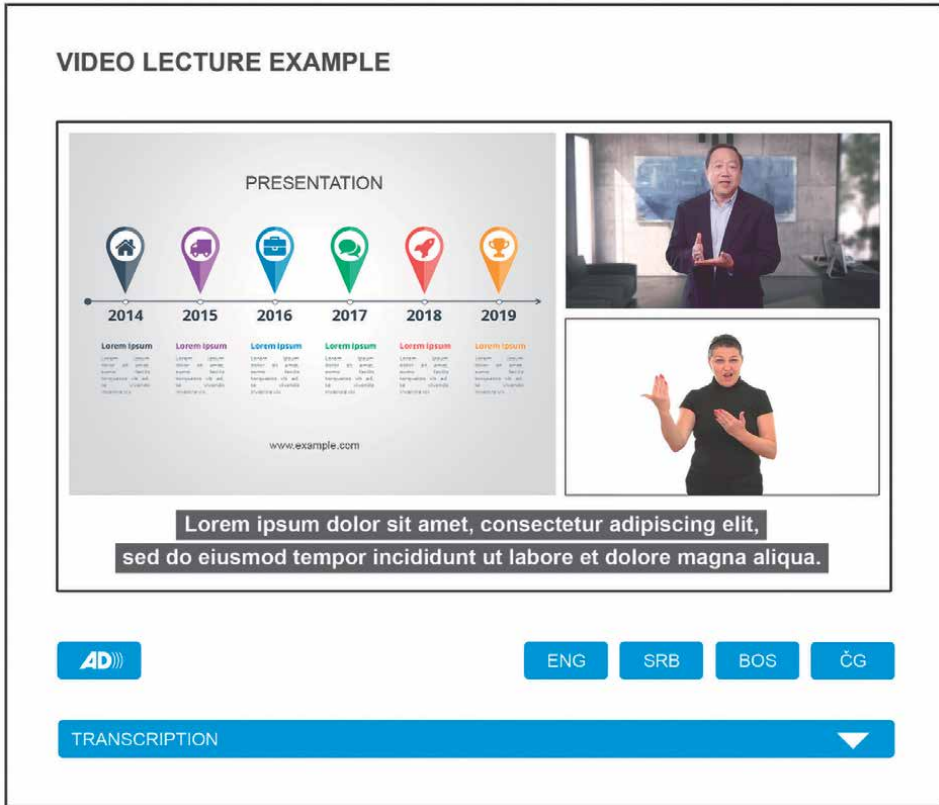 VIDEO LECTURE EXAMPLE
PRESENTATION
2014 2015 2016 2017 2018 2019
Lorem Ipsum Lorem Ipsum Lorem Ipsum Lorem Ipsum Lorem Ipsum Lorem Ipsum
www.example.com
Lorem ipsum dolor sit amet, consectetur adipiscing elit,
sed do eiusmod tempor incididunt ut labore et dolore magna aliqua.
AD
ENG SRB BOS ČG
TRANSCRIPTION